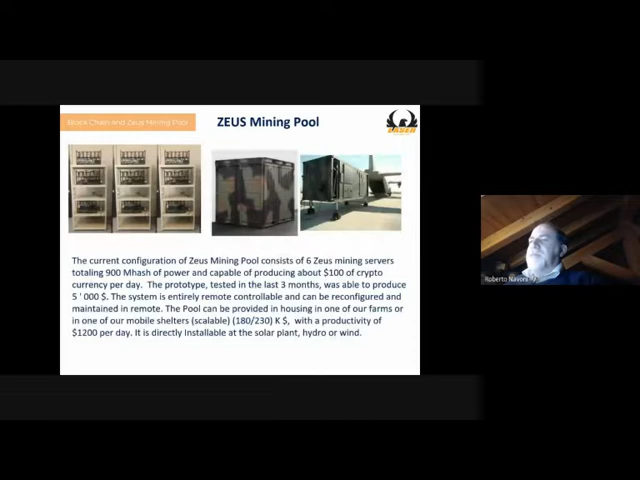 Block Chain and Zeus Mining Pool
ZEUS Mining Pool
LASER
The current configuration of Zeus Mining Pool consists of 6 Zeus mining servers
totaling 900 Mhash of power and capable of producing about $100 of crypto
currency per day. The prototype, tested in the last 3 months, was able to produce
5 ' 000 $. The system is entirely remote controllable and can be reconfigured and
maintained in remote. The Pool can be provided in housing in one of our farms or
in one of our mobile shelters (scalable) (180/230) K $, with a productivity of
$1200 per day. It is directly Installable at the solar plant, hydro or wind.
Roberto Navoni